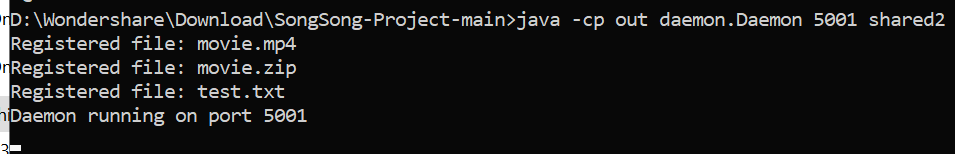 D:\Wondershare\Download\SongSong-Project-main>java -cp out daemon.Daemon 5001 shared2
Registered file: movie.mp4
Registered file: movie.zip
Registered file: test.txt
Daemon running on port 5001